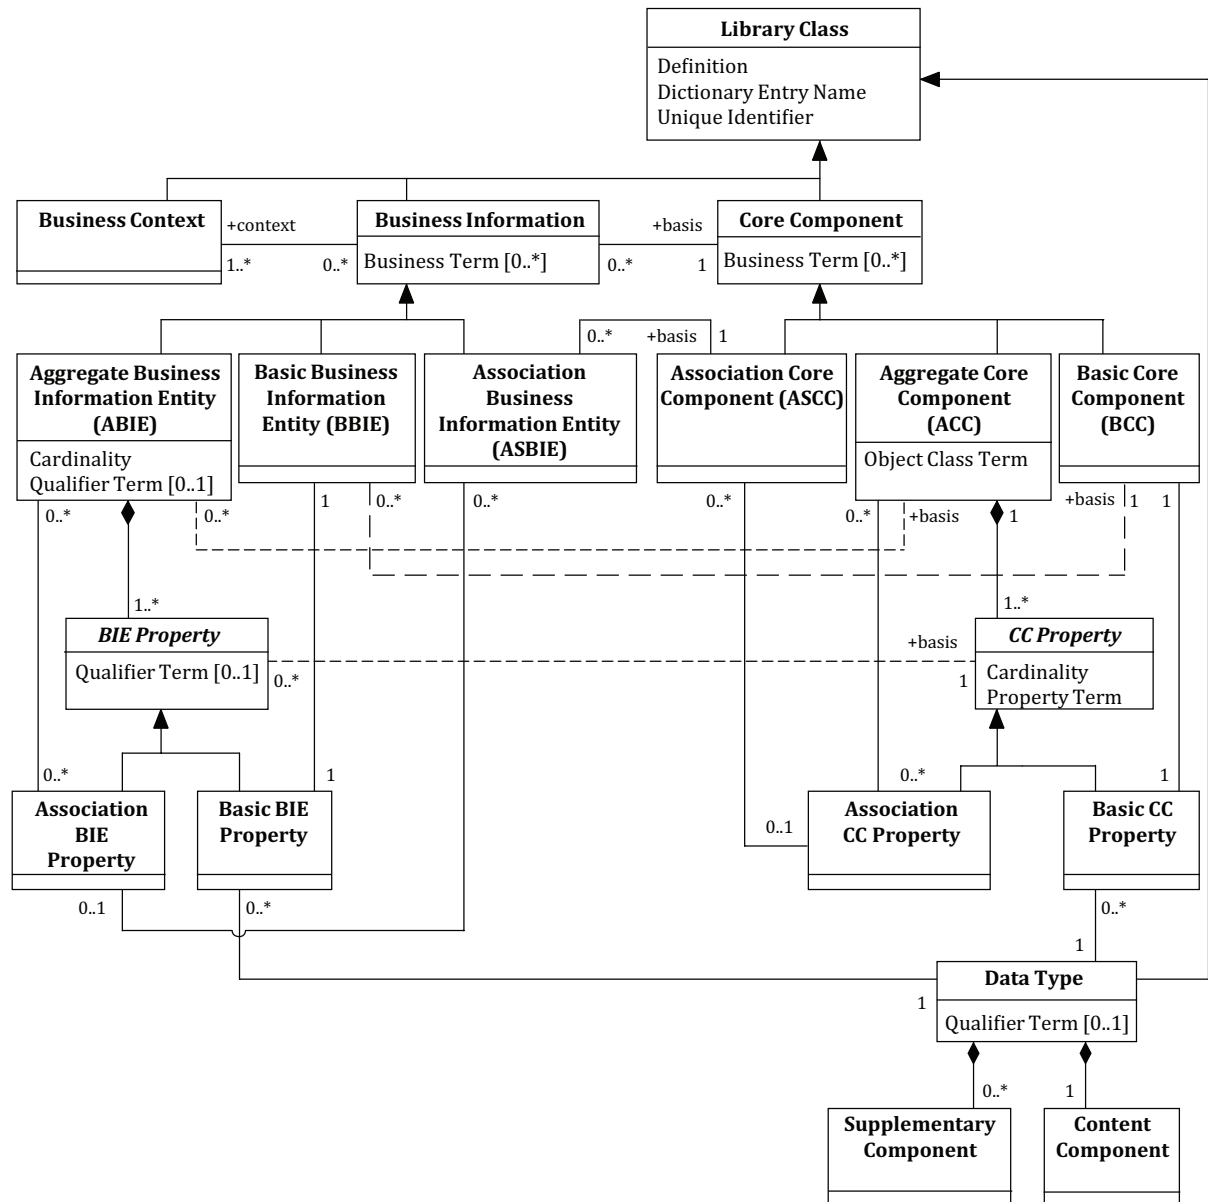 Library Class
Definition
Dictionary Entry Name
Unique Identifier
Business Context
+context
1..*
0..*
Business Information
Business Term [0..*]
+basis
0..*
1
Core Component
Business Term [0..*]
0..*
+basis
1
Aggregate Business
Information Entity
(ABIE)
Cardinality
Qualifier Term [0..1]
Basic Business
Information
Entity (BBIE)
Association
Business
Information Entity
(ASBIE)
Association Core
Component (ASCC)
Aggregate Core
Component
(ACC)
Object Class Term
Basic Core
Component
(BCC)
0..*
0..*
1
0..*
0..*
0..*
0..*
+basis
1
+basis
1
1
1..*
1..*
BIE Property
Qualifier Term [0..1]
0..*
+basis
1
CC Property
Cardinality
Property Term
0..*
1
0..*
1
0..1
Association
BIE
Property
Basic BIE
Property
Association
CC Property
Basic CC
Property
0..1
0..*
0..*
1
1
Data Type
Qualifier Term [0..1]
0..*
1
Supplementary
Component
Content
Component